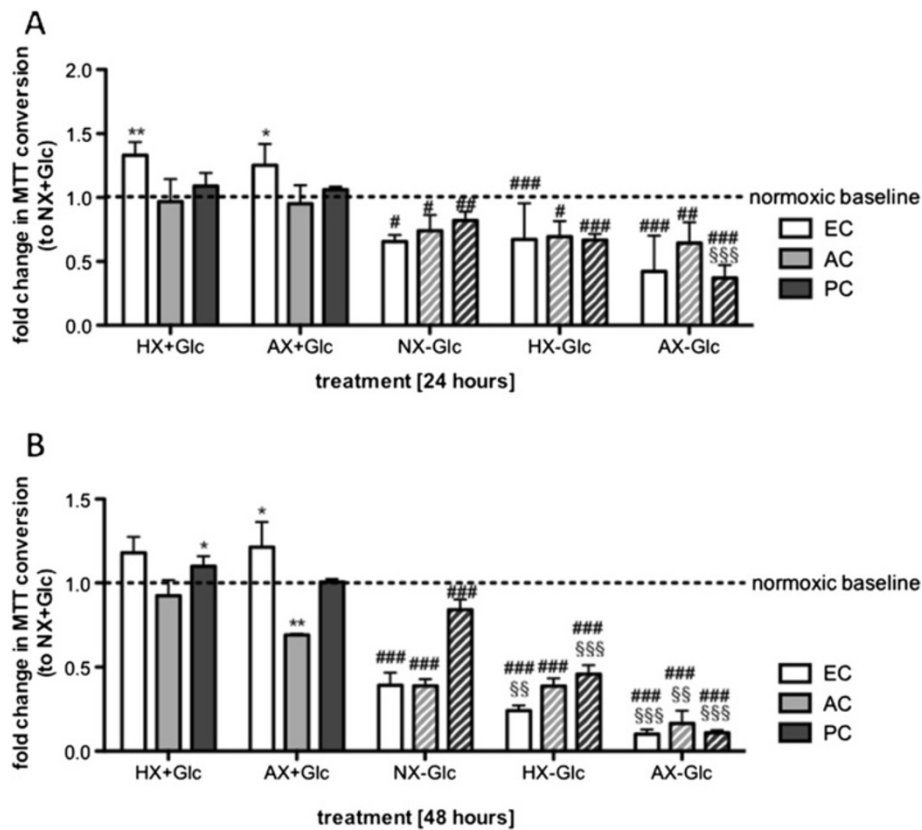 A
fold change in MTT conversion
(to NX+Glc)
2.0
1.5
1.0
0.5
0.0
** * # # ## ### # ### ### ## ### §§§
normoxic baseline
EC
AC
PC
HX+Glc AX+Glc NX-Glc HX-Glc AX-Glc
treatment [24 hours]
B
fold change in MTT conversion
(to NX+Glc)
1.5
1.0
0.5
0.0
* * ** ### ### ### ### §§ ### ### §§§ ### §§§ ### §§ ### §§§
normoxic baseline
EC
AC
PC
HX+Glc AX+Glc NX-Glc HX-Glc AX-Glc
treatment [48 hours]